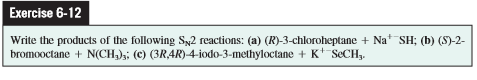 Exercise 6-12
Write the products of the following S_N2 reactions: (a) (R)-3-chloroheptane + Na⁺ ⁻SH; (b) (S)-2-
bromooctane + N(CH₃)₃; (c) (3R,4R)-4-iodo-3-methyloctane + K⁺ ⁻SeCH₃.